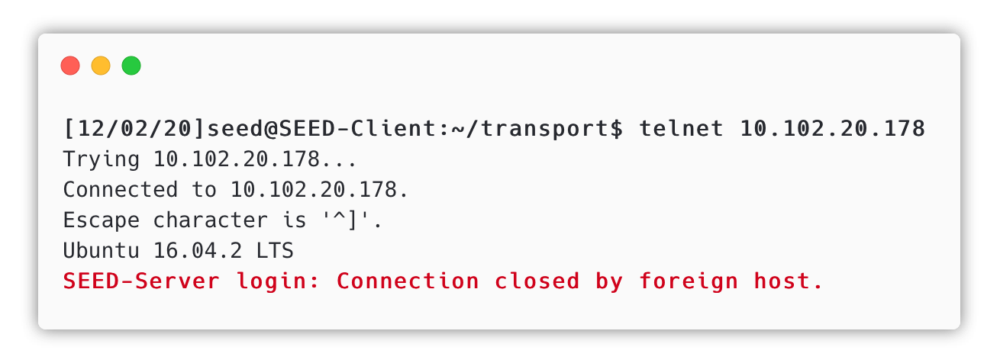 [12/02/20]seed@SEED-Client:~/transport$ telnet 10.102.20.178
Trying 10.102.20.178...
Connected to 10.102.20.178.
Escape character is '^]'.
Ubuntu 16.04.2 LTS
SEED-Server login: Connection closed by foreign host.